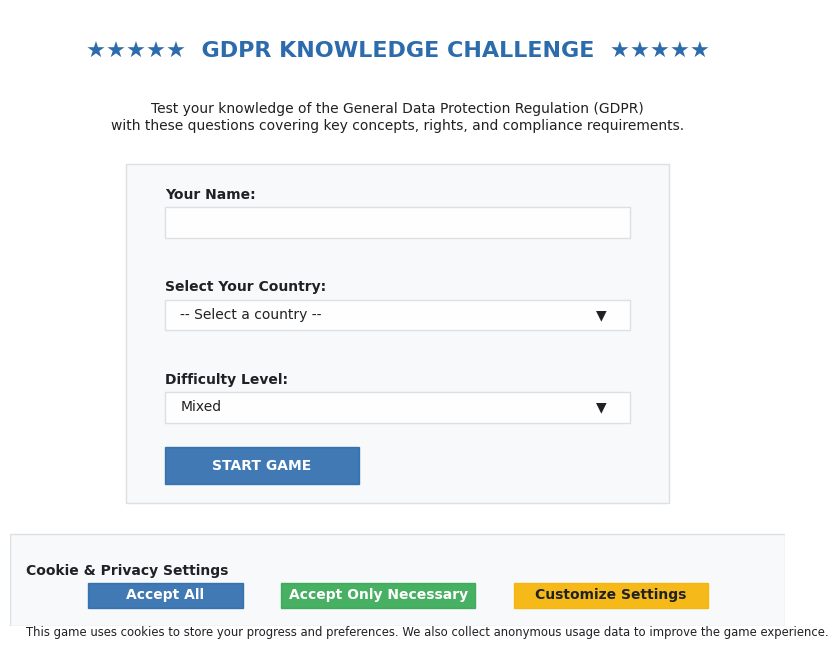 ★★★★★ GDPR KNOWLEDGE CHALLENGE ★★★★★
Test your knowledge of the General Data Protection Regulation (GDPR)
with these questions covering key concepts, rights, and compliance requirements.
Your Name:
Select Your Country:
-- Select a country -- ▼
Difficulty Level:
Mixed ▼
START GAME
Cookie & Privacy Settings
Accept All Accept Only Necessary Customize Settings
This game uses cookies to store your progress and preferences. We also collect anonymous usage data to improve the game experience.